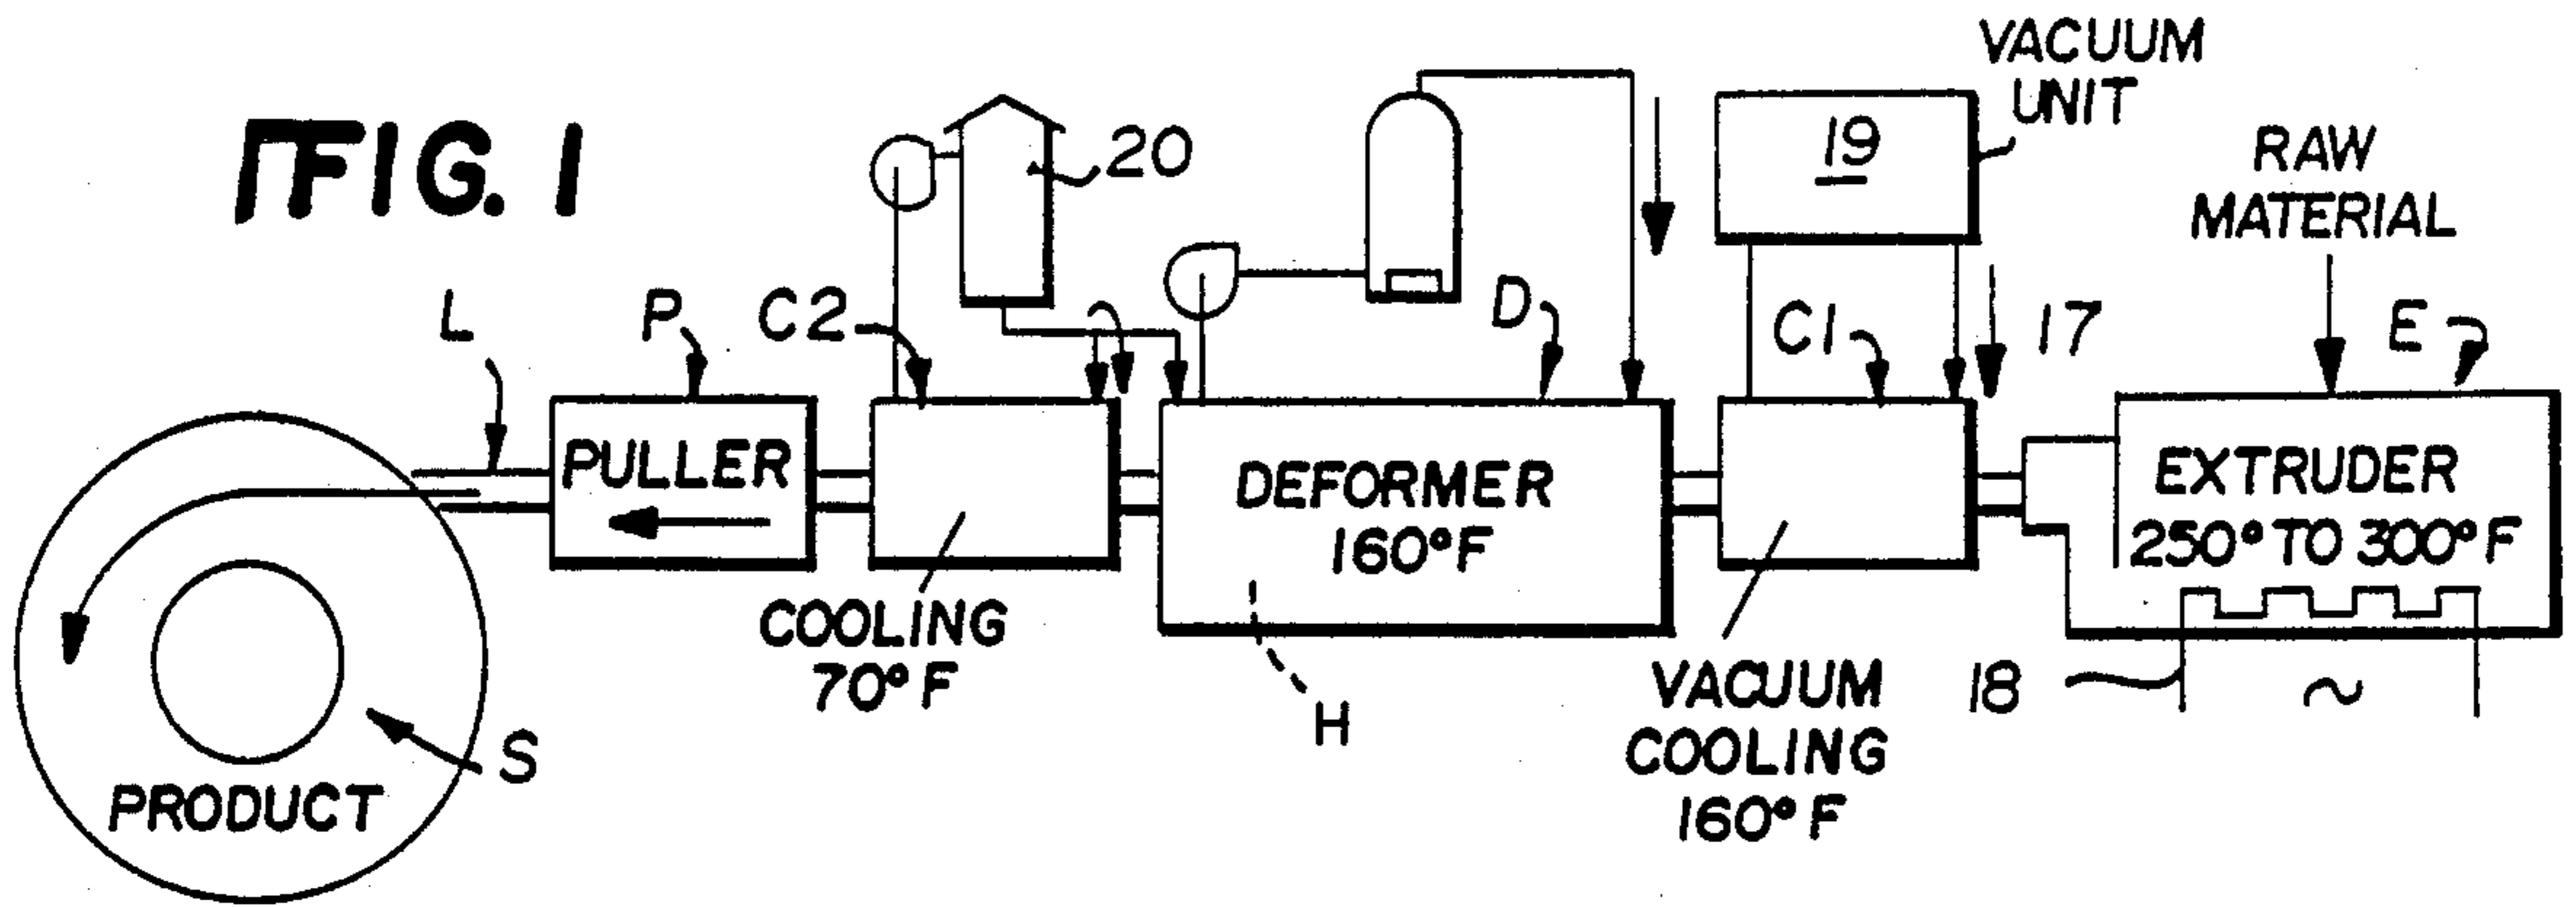 FIG. 1
VACUUM
UNIT
19
RAW
MATERIAL
20
L
P
C2
D
C1
17
E
PULLER
DEFORMER
160°F
EXTRUDER
250° TO 300° F
COOLING
70° F
H
VACUUM
COOLING
160° F
18
~
S
PRODUCT